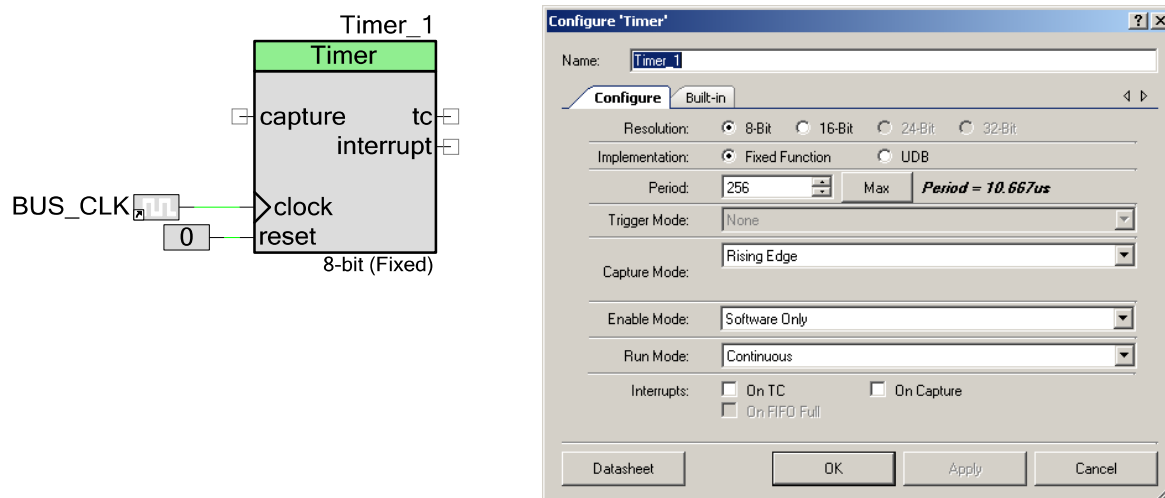 Timer_1
Timer
capture
tc
interrupt
BUS_CLK
clock
0
reset
8-bit (Fixed)
Configure 'Timer'
Name: Timer_1
Configure Built-in
Resolution: 8-Bit 16-Bit 24-Bit 32-Bit
Implementation: Fixed Function UDB
Period: 256 Max Period = 10.667us
Trigger Mode: None
Capture Mode: Rising Edge
Enable Mode: Software Only
Run Mode: Continuous
Interrupts: On TC On Capture
On FIFO Full
Datasheet OK Apply Cancel